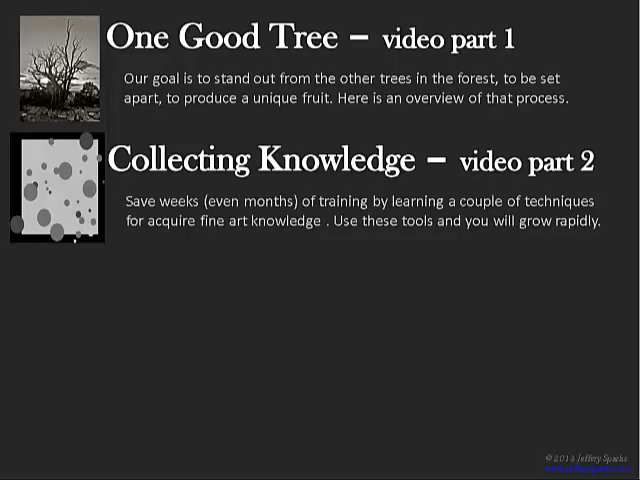 One Good Tree – video part 1
Our goal is to stand out from the other trees in the forest, to be set
apart, to produce a unique fruit. Here is an overview of that process.
Collecting Knowledge – video part 2
Save weeks (even months) of training by learning a couple of techniques
for acquire fine art knowledge . Use these tools and you will grow rapidly.
Jeffery Sparks